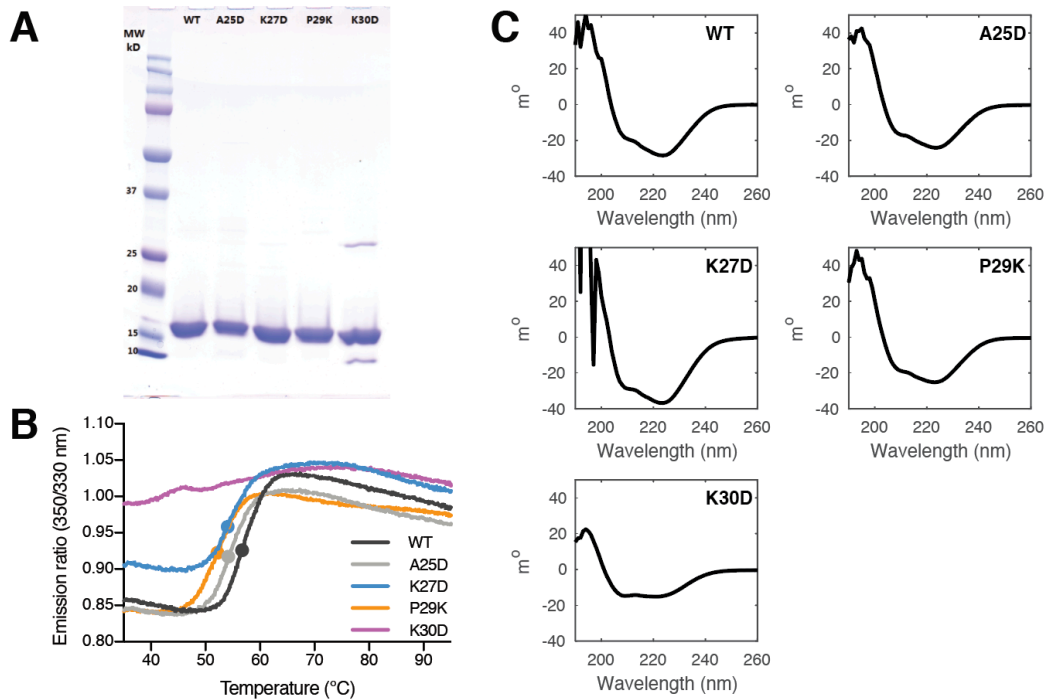 A
WT A25D K27D P29K K30D
MW
kD
37
25
20
15
10
B
Emission ratio (350/330 nm)
1.10
1.05
1.00
0.95
0.90
0.85
0.80
40 50 60 70 80 90
Temperature (°C)
WT
A25D
K27D
P29K
K30D
C
WT
m°
40
20
0
-20
-40
200 220 240 260
Wavelength (nm)
A25D
m°
40
20
0
-20
-40
200 220 240 260
Wavelength (nm)
K27D
m°
40
20
0
-20
-40
200 220 240 260
Wavelength (nm)
P29K
m°
40
20
0
-20
-40
200 220 240 260
Wavelength (nm)
K30D
m°
40
20
0
-20
-40
200 220 240 260
Wavelength (nm)